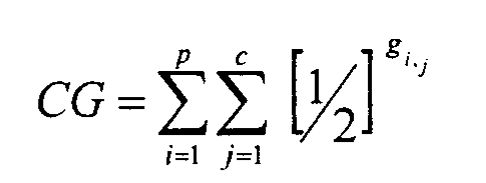 CG = \sum_{i=1}^{p} \sum_{j=1}^{c} [1/2]^{g_{i,j}}